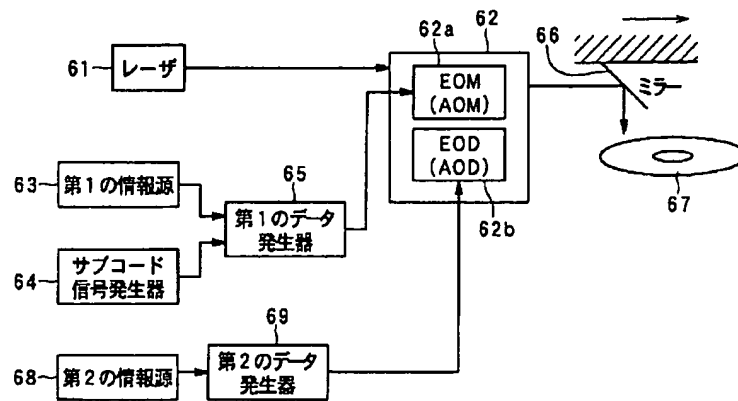 61
レーザ
62a
62
EOM
(AOM)
EOD
(AOD)
62b
66
ミラー
67
63
第1の情報源
64
サブコード
信号発生器
65
第1のデータ
発生器
68
第2の情報源
69
第2のデータ
発生器